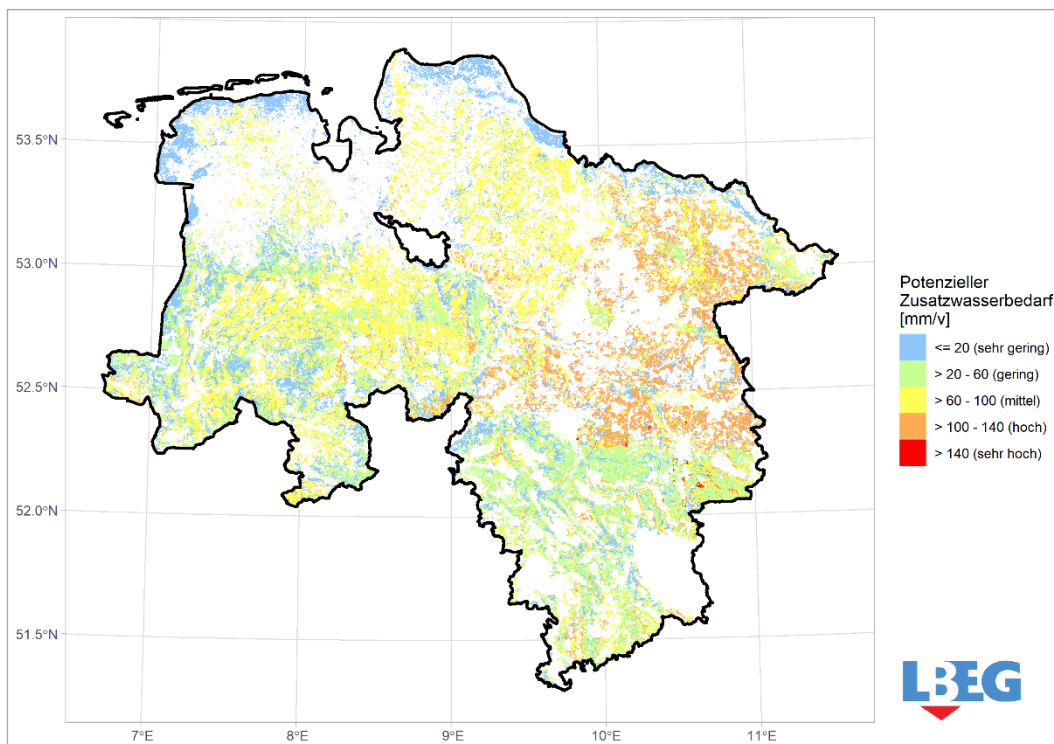 53.5°N
53.0°N
52.5°N
52.0°N
51.5°N
7°E
8°E
9°E
10°E
11°E
Potenzieller
Zusatzwasserbedarf
[mm/v]
<= 20 (sehr gering)
> 20 - 60 (gering)
> 60 - 100 (mittel)
> 100 - 140 (hoch)
> 140 (sehr hoch)
LBEG